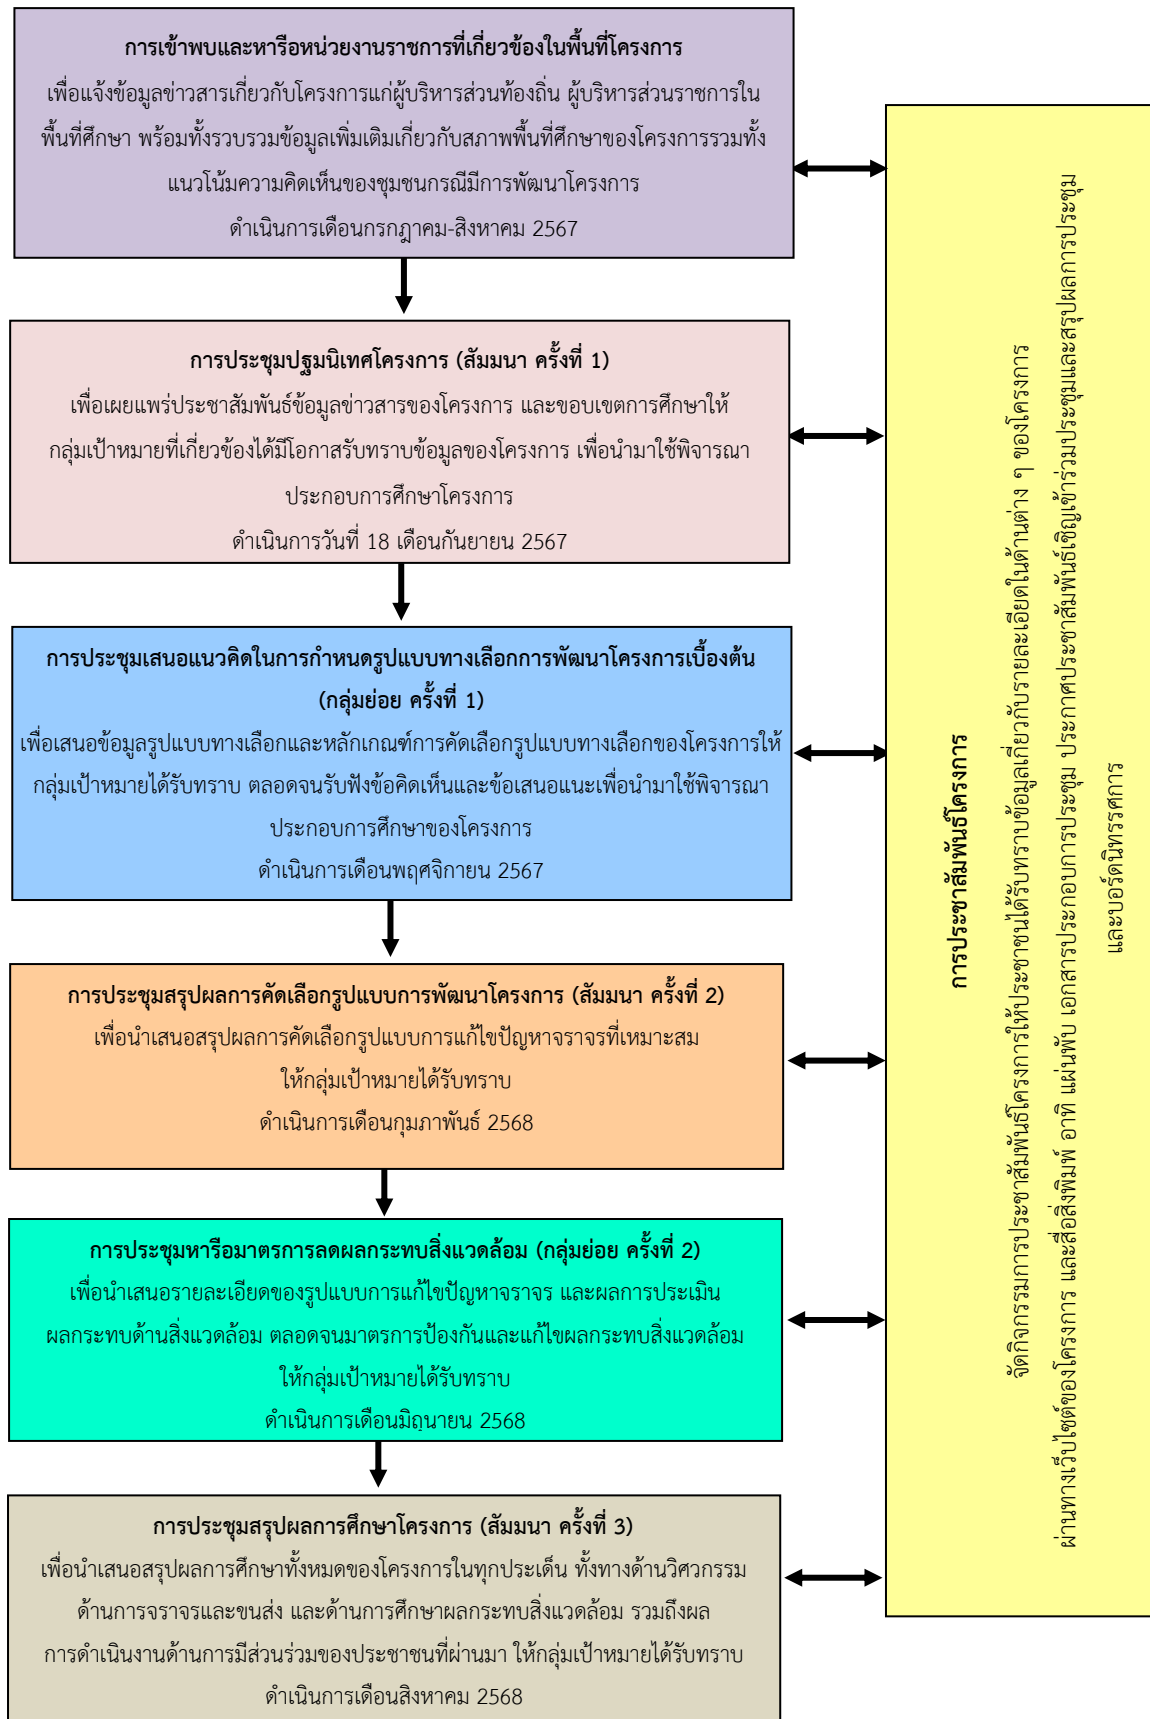 การเข้าพบและหารือหน่วยงานราชการที่เกี่ยวข้องในพื้นที่โครงการ
เพื่อแจ้งข้อมูลข่าวสารเกี่ยวกับโครงการแก่ผู้บริหารส่วนท้องถิ่น ผู้บริหารส่วนราชการใน
พื้นที่ศึกษา พร้อมทั้งรวบรวมข้อมูลเพิ่มเติมเกี่ยวกับสภาพพื้นที่ศึกษาของโครงการรวมทั้ง
แนวโน้มความคิดเห็นของชุมชนกรณีมีการพัฒนาโครงการ
ดำเนินการเดือนกรกฎาคม-สิงหาคม 2567
การประชุมปฐมนิเทศโครงการ (สัมมนา ครั้งที่ 1)
เพื่อเผยแพร่ประชาสัมพันธ์ข้อมูลข่าวสารของโครงการ และขอบเขตการศึกษาให้
กลุ่มเป้าหมายที่เกี่ยวข้องได้มีโอกาสรับทราบข้อมูลของโครงการ เพื่อนำมาใช้พิจารณา
ประกอบการศึกษาโครงการ
ดำเนินการวันที่ 18 เดือนกันยายน 2567
การประชุมเสนอแนวคิดในการกำหนดรูปแบบทางเลือกการพัฒนาโครงการเบื้องต้น
(กลุ่มย่อย ครั้งที่ 1)
เพื่อเสนอข้อมูลรูปแบบทางเลือกและหลักเกณฑ์การคัดเลือกรูปแบบทางเลือกของโครงการให้
กลุ่มเป้าหมายได้รับทราบ ตลอดจนรับฟังข้อคิดเห็นและข้อเสนอแนะเพื่อนำมาใช้พิจารณา
ประกอบการศึกษาของโครงการ
ดำเนินการเดือนพฤศจิกายน 2567
การประชุมสรุปผลการคัดเลือกรูปแบบการพัฒนาโครงการ (สัมมนา ครั้งที่ 2)
เพื่อนำเสนอสรุปผลการคัดเลือกรูปแบบการแก้ไขปัญหาจราจรที่เหมาะสม
ให้กลุ่มเป้าหมายได้รับทราบ
ดำเนินการเดือนกุมภาพันธ์ 2568
การประชุมหารือมาตรการลดผลกระทบสิ่งแวดล้อม (กลุ่มย่อย ครั้งที่ 2)
เพื่อนำเสนอรายละเอียดของรูปแบบการแก้ไขปัญหาจราจร และผลการประเมิน
ผลกระทบด้านสิ่งแวดล้อม ตลอดจนมาตรการป้องกันและแก้ไขผลกระทบสิ่งแวดล้อม
ให้กลุ่มเป้าหมายได้รับทราบ
ดำเนินการเดือนมิถุนายน 2568
การประชุมสรุปผลการศึกษาโครงการ (สัมมนา ครั้งที่ 3)
เพื่อนำเสนอสรุปผลการศึกษาทั้งหมดของโครงการในทุกประเด็น ทั้งทางด้านวิศวกรรม
ด้านการจราจรและขนส่ง และด้านการศึกษาผลกระทบสิ่งแวดล้อม รวมถึงผล
การดำเนินงานด้านการมีส่วนร่วมของประชาชนที่ผ่านมา ให้กลุ่มเป้าหมายได้รับทราบ
ดำเนินการเดือนสิงหาคม 2568
การประชาสัมพันธ์โครงการ
จัดกิจกรรมการประชาสัมพันธ์โครงการให้ประชาชนได้รับทราบข้อมูลเกี่ยวกับรายละเอียดในด้านต่าง ๆ ของโครงการ
ผ่านทางเว็บไซต์ของโครงการ และสื่อสิ่งพิมพ์ อาทิ แผ่นพับ เอกสารประกอบการประชุม ประกาศประชาสัมพันธ์เชิญเข้าร่วมประชุมและสรุปผลการประชุม
และบอร์ดนิทรรศการ